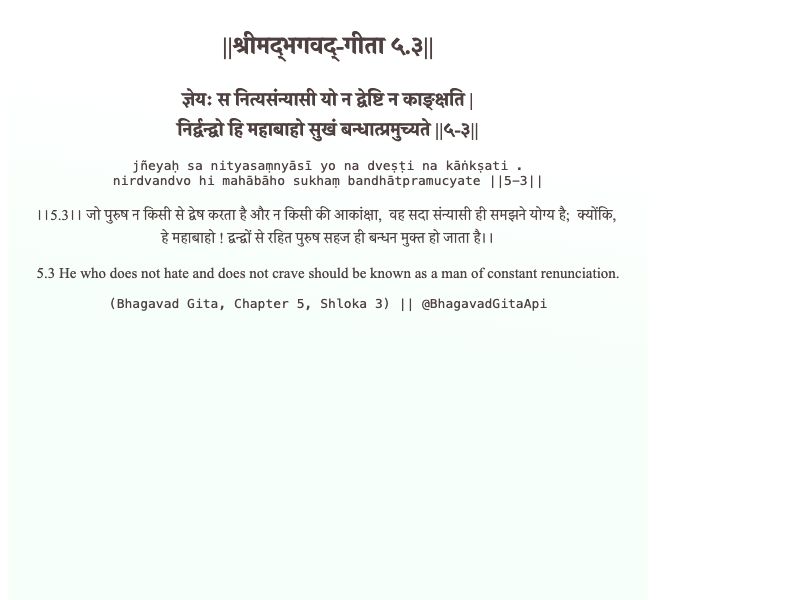 ||श्रीमद्‍भगवद्‍-गीता ५.३||
ज्ञेयः स नित्यसंन्यासी यो न द्वेष्टि न काङ्क्षति |
निर्द्वन्द्वो हि महाबाहो सुखं बन्धात्प्रमुच्यते ||५-३||
jñeyaḥ sa nityasaṃnyāsī yo na dveṣṭi na kāṅkṣati .
nirdvandvo hi mahābāho sukhaṃ bandhātpramucyate ||5-3||
।।5.3।। जो पुरुष न किसी से द्वेष करता है और न किसी की आकांक्षा, वह सदा संन्यासी ही समझने योग्य है; क्योंकि,
हे महाबाहो ! द्वन्द्वों से रहित पुरुष सहज ही बन्धन मुक्त हो जाता है।।
5.3 He who does not hate and does not crave should be known as a man of constant renunciation.
(Bhagavad Gita, Chapter 5, Shloka 3) || @BhagavadGitaApi